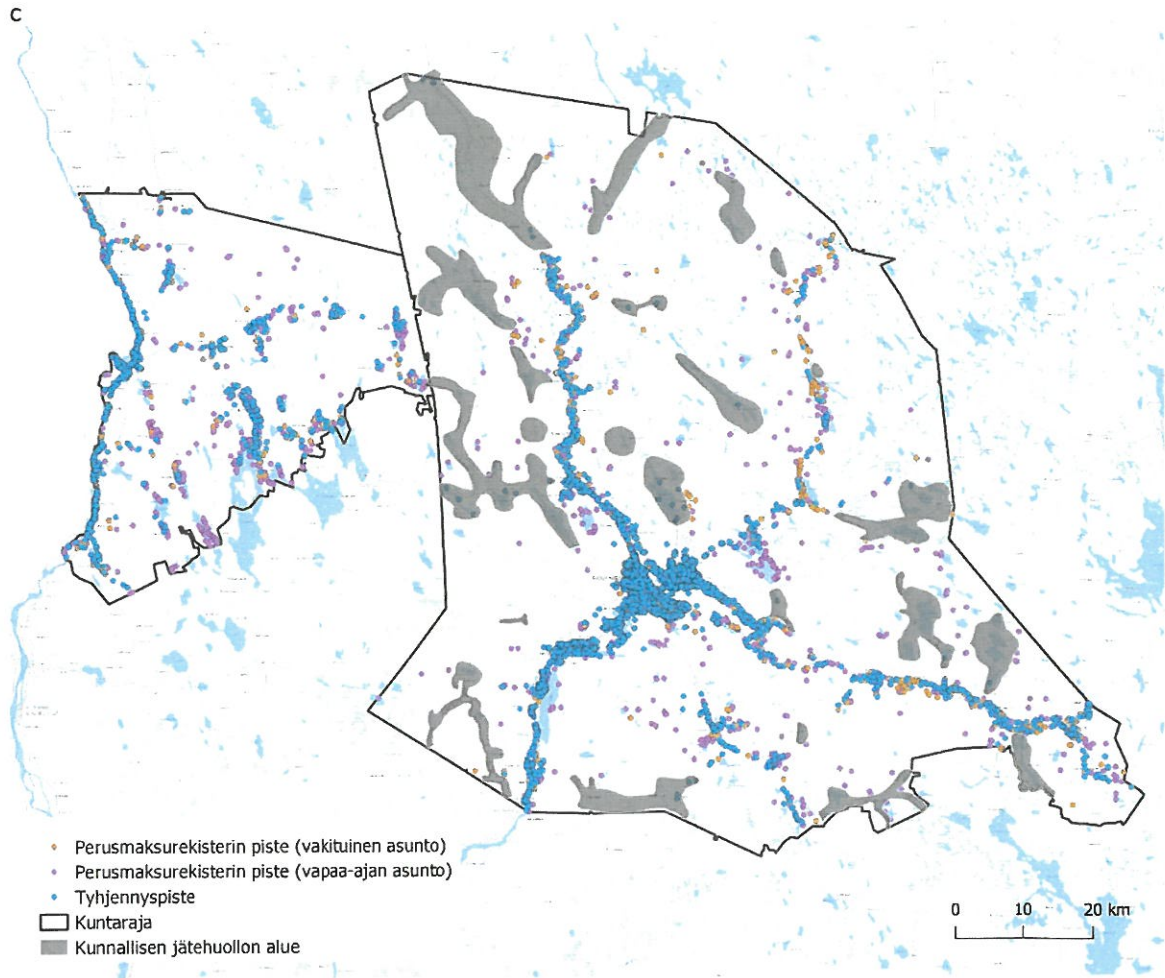 C
Perusmaksurekisterin piste (vakituinen asunto)
Perusmaksurekisterin piste (vapaa-ajan asunto)
Tyhjennyspiste
Kuntaraja
Kunnallisen jätehuollon alue
0 10 20 km